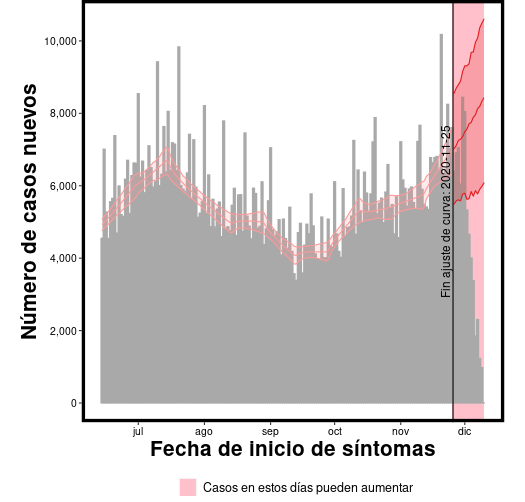 10,000
8,000
6,000
4,000
2,000
0
Número de casos nuevos
Fin ajuste de curva: 2020-11-25
jul ago sep oct nov dic
Fecha de inicio de síntomas
Casos en estos días pueden aumentar